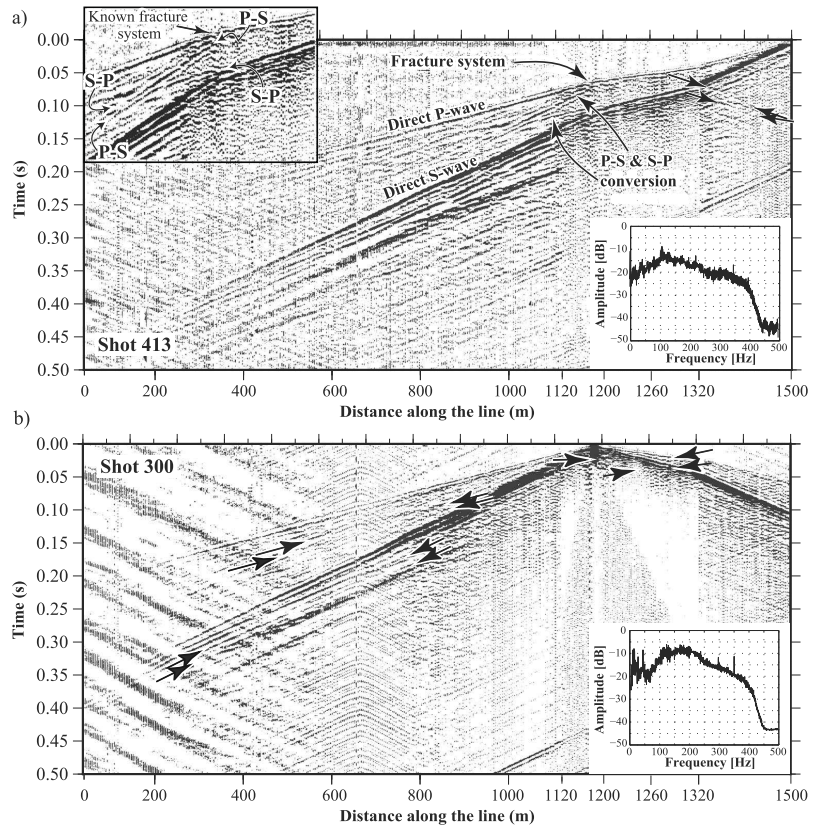 a)
Known fracture
system
P-S
S-P
S-P
P-S
Fracture system
Direct P-wave
Direct S-wave
P-S & S-P
conversion
Time (s)
0.00
0.05
0.10
0.15
0.20
0.25
0.30
0.35
0.40
0.45
0.50
Shot 413
Amplitude [dB]
0
−10
−20
−30
−40
−50
0 100 200 300 400 500
Frequency [Hz]
0 200 400 600 800 1000 1120 1200 1260 1320 1500
Distance along the line (m)
b)
Shot 300
Time (s)
0.00
0.05
0.10
0.15
0.20
0.25
0.30
0.35
0.40
0.45
0.50
Amplitude [dB]
0
−10
−20
−30
−40
−50
0 100 200 300 400 500
Frequency [Hz]
0 200 400 600 800 1000 1120 1200 1260 1320 1500
Distance along the line (m)